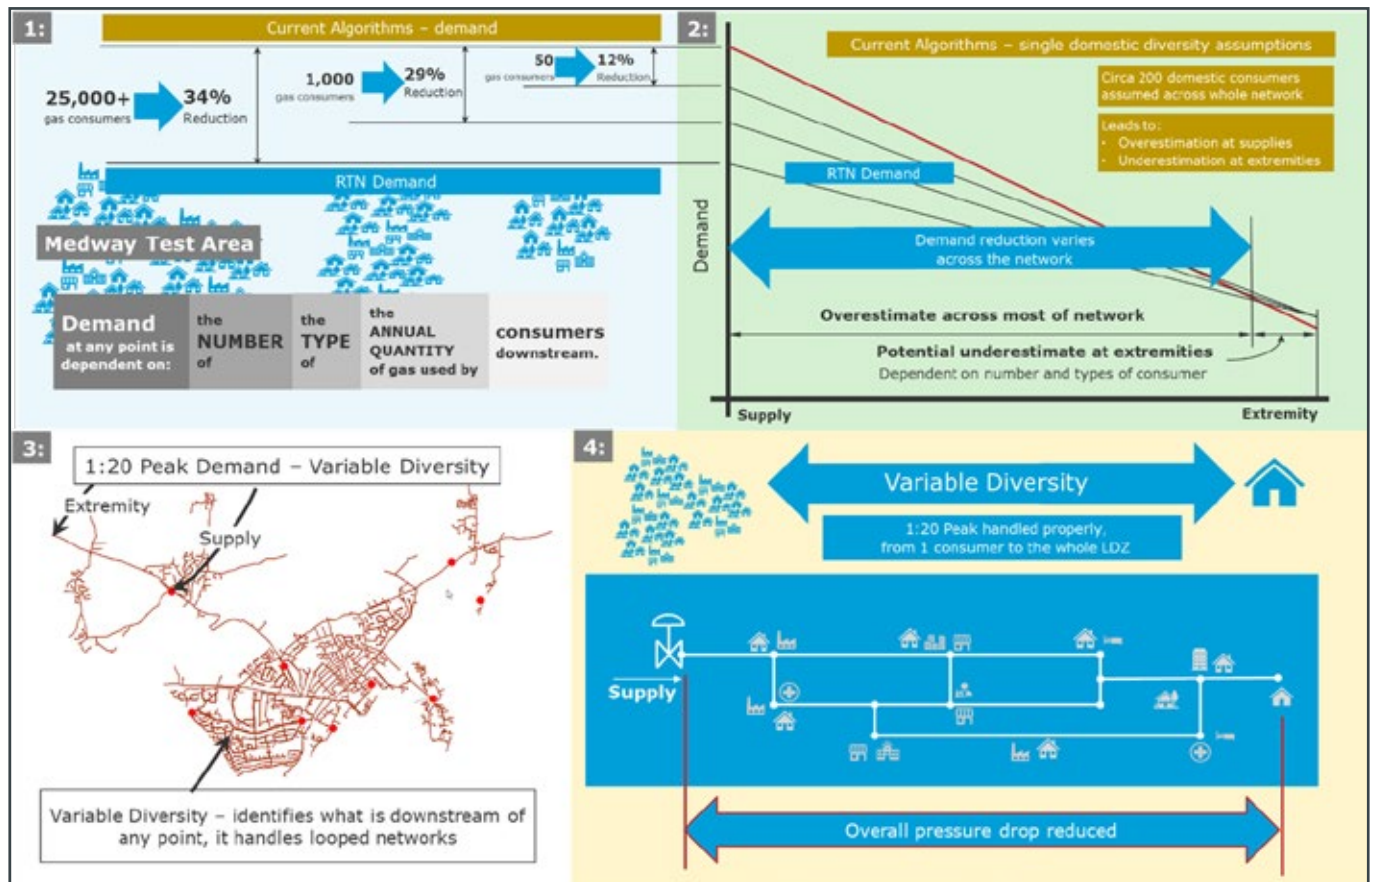 1:
Current Algorithms – demand
25,000+
gas consumers
34%
Reduction
1,000
gas consumers
29%
Reduction
50
gas consumers
12%
Reduction
RTN Demand
Medway Test Area
Demand
at any point is
dependent on:
the
NUMBER
of
the
TYPE
of
the
ANNUAL
QUANTITY
of gas used by
consumers
downstream.
2:
Current Algorithms – single domestic diversity assumptions
Circa 200 domestic consumers
assumed across whole network
Leads to:
• Overestimation at supplies
• Underestimation at extremities
RTN Demand
Demand
Demand reduction varies
across the network
Overestimate across most of network
Potential underestimate at extremities
Dependent on number and types of consumer
Supply
Extremity
3:
1:20 Peak Demand – Variable Diversity
Extremity
Supply
Variable Diversity – identifies what is downstream of
any point, it handles looped networks
4:
Variable Diversity
1:20 Peak handled properly,
from 1 consumer to the whole LDZ
Supply
Overall pressure drop reduced